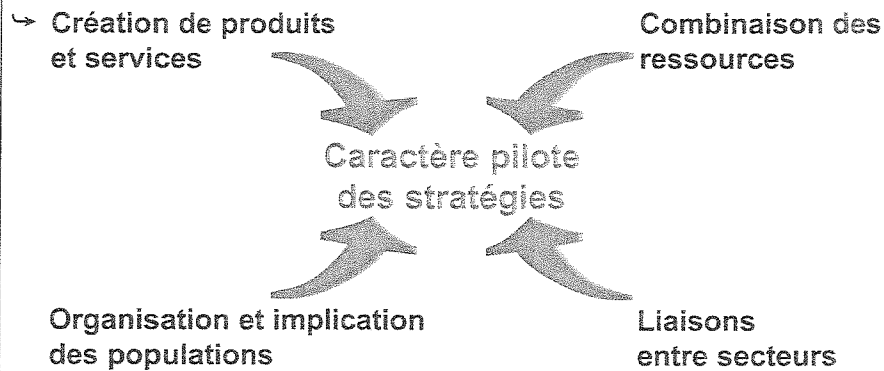 Création de produits
et services
Combinaison des
ressources
Caractère pilote
des stratégies
Organisation et implication
des populations
Liaisons
entre secteurs